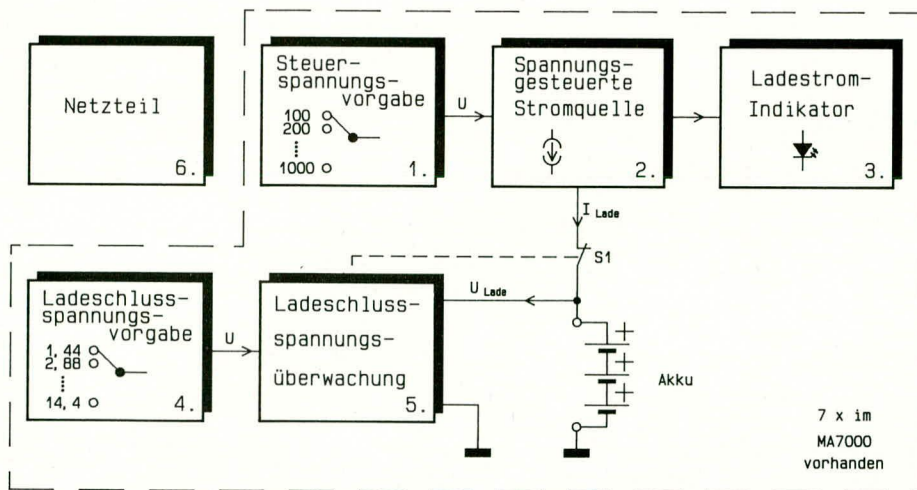 Netzteil
6.
Steuer-
spannungs-
vorgabe
100
200
1000
1.
U
Spannungs-
gesteuerte
Stromquelle
2.
Ladestrom-
Indikator
3.
I Lade
S1
U Lade
Ladeschluss-
spannungs-
vorgabe
1,44
2,88
14,4
4.
U
Ladeschluss-
spannungs-
überwachung
5.
+
+
+
Akku
7 x im
MA7000
vorhanden